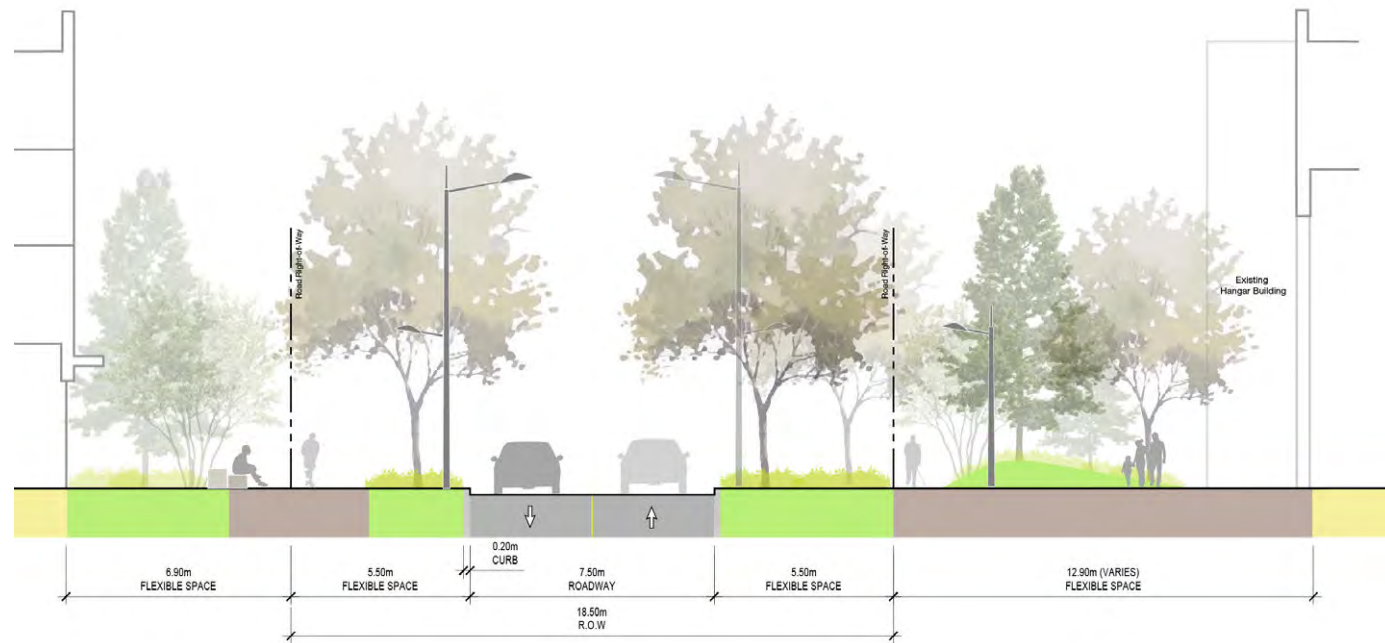 Road Right-of-Way
Road Right-of-Way
Existing
Hangar Building
0.20m
CURB
6.90m
FLEXIBLE SPACE
5.50m
FLEXIBLE SPACE
7.50m
ROADWAY
5.50m
FLEXIBLE SPACE
12.90m (VARIES)
FLEXIBLE SPACE
18.50m
R.O.W